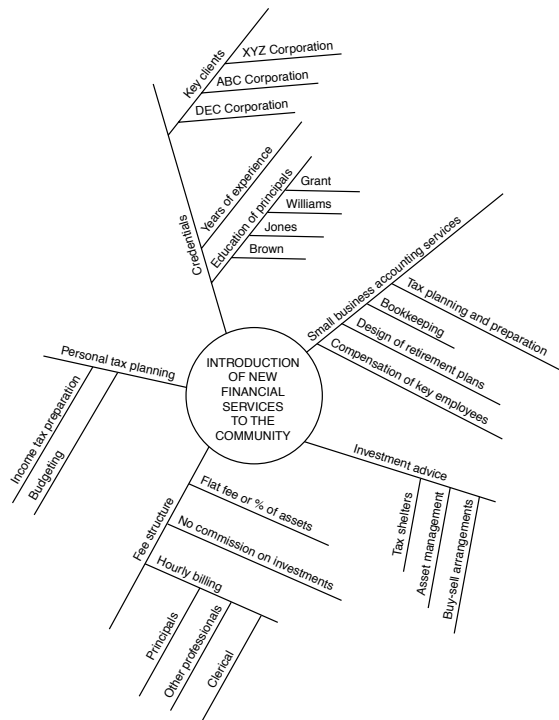 Key clients
XYZ Corporation
ABC Corporation
DEC Corporation
Credentials
Years of experience
Education of principals
Grant
Williams
Jones
Brown
Small business accounting services
Tax planning and preparation
Bookkeeping
Design of retirement plans
Compensation of key employees
INTRODUCTION
OF NEW
FINANCIAL
SERVICES
TO THE
COMMUNITY
Personal tax planning
Income tax preparation
Budgeting
Investment advice
Tax shelters
Asset management
Buy-sell arrangements
Fee structure
Flat fee or % of assets
No commission on investments
Hourly billing
Principals
Other professionals
Clerical